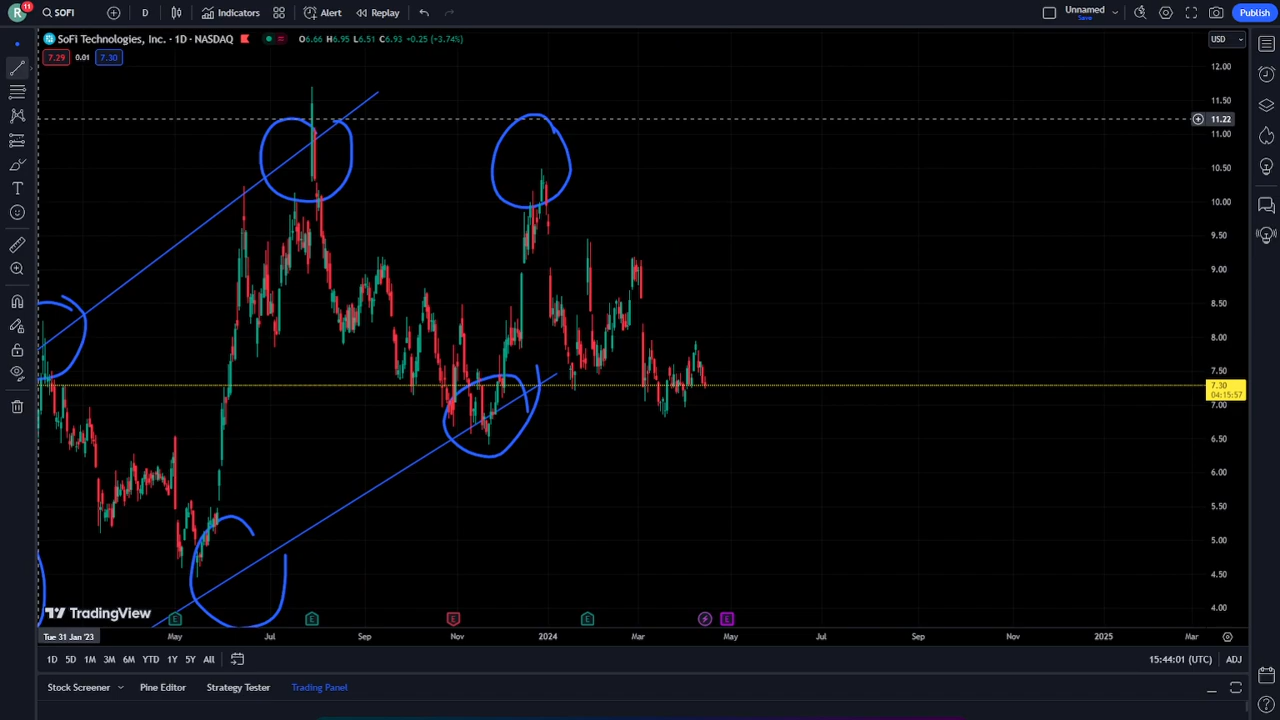 R 11 SOFI D Indicators Alert Replay Unnamed Save Publish
SoFi Technologies, Inc. · 1D · NASDAQ O6.66 H6.95 L6.51 C6.93 +0.25 (+3.74%) USD
7.29 0.01 7.30
12.00
11.50
11.22
11.00
10.50
10.00
9.50
9.00
8.50
8.00
7.50
7.30
04:15:57
7.00
6.50
6.00
5.50
5.00
4.50
4.00
TradingView
E E E E E
Tue 31 Jan '23 May Jul Sep Nov 2024 Mar May Jul Sep Nov 2025 Mar
1D 5D 1M 3M 6M YTD 1Y 5Y All 15:44:01 (UTC) ADJ
Stock Screener Pine Editor Strategy Tester Trading Panel